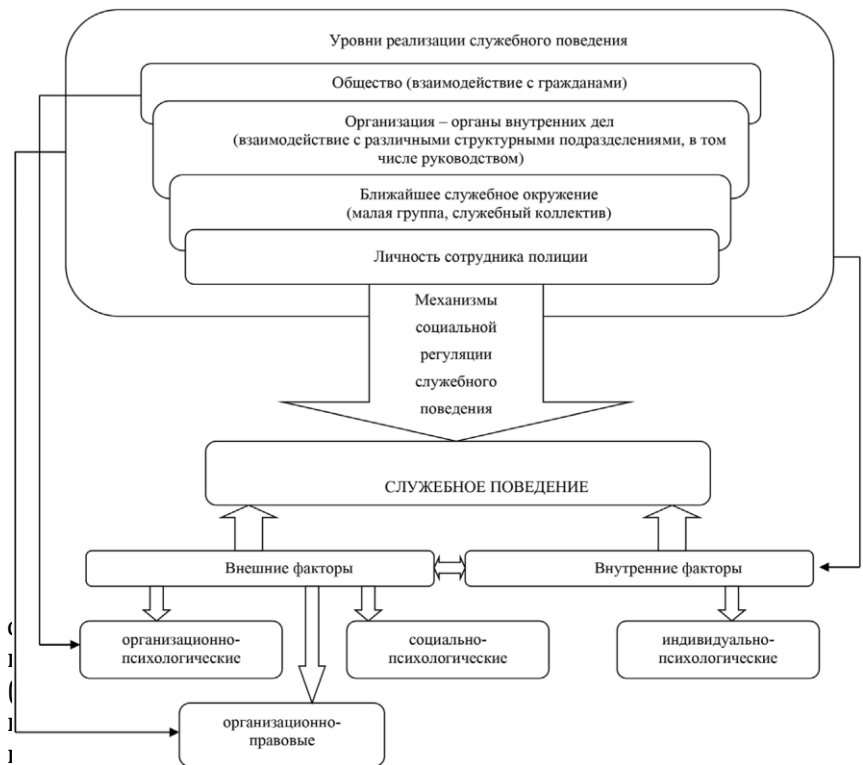 Уровни реализации служебного поведения
Общество (взаимодействие с гражданами)
Организация – органы внутренних дел
(взаимодействие с различными структурными подразделениями, в том
числе руководством)
Ближайшее служебное окружение
(малая группа, служебный коллектив)
Личность сотрудника полиции
Механизмы
социальной
регуляции
служебного
поведения
СЛУЖЕБНОЕ ПОВЕДЕНИЕ
Внешние факторы
Внутренние факторы
организационно-
психологические
социально-
психологические
индивидуально-
психологические
организационно-
правовые